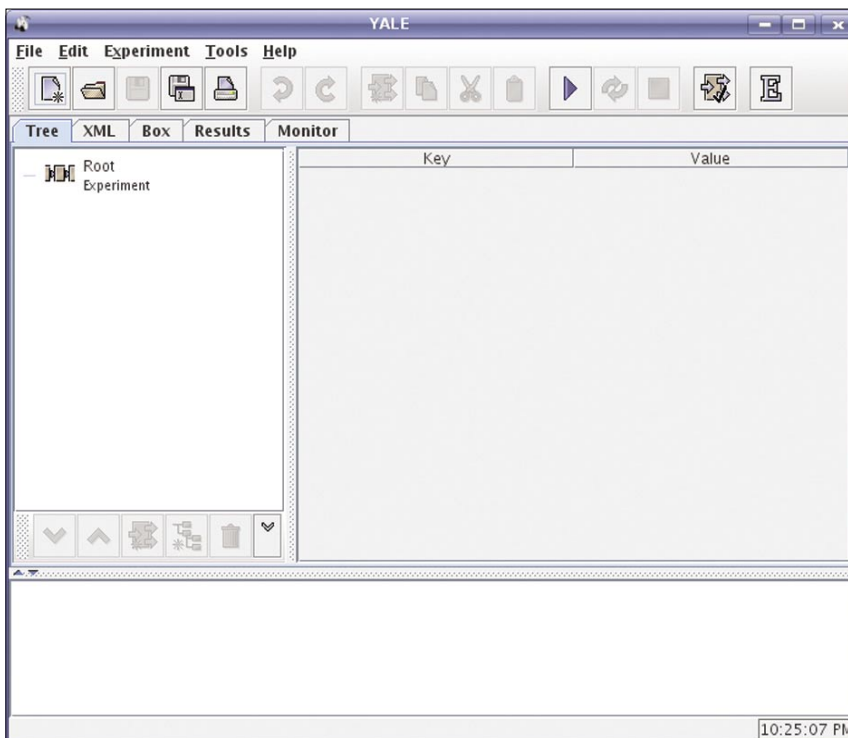 YALE
File Edit Experiment Tools Help
Tree XML Box Results Monitor
Root
Experiment
Key Value
10:25:07 PM